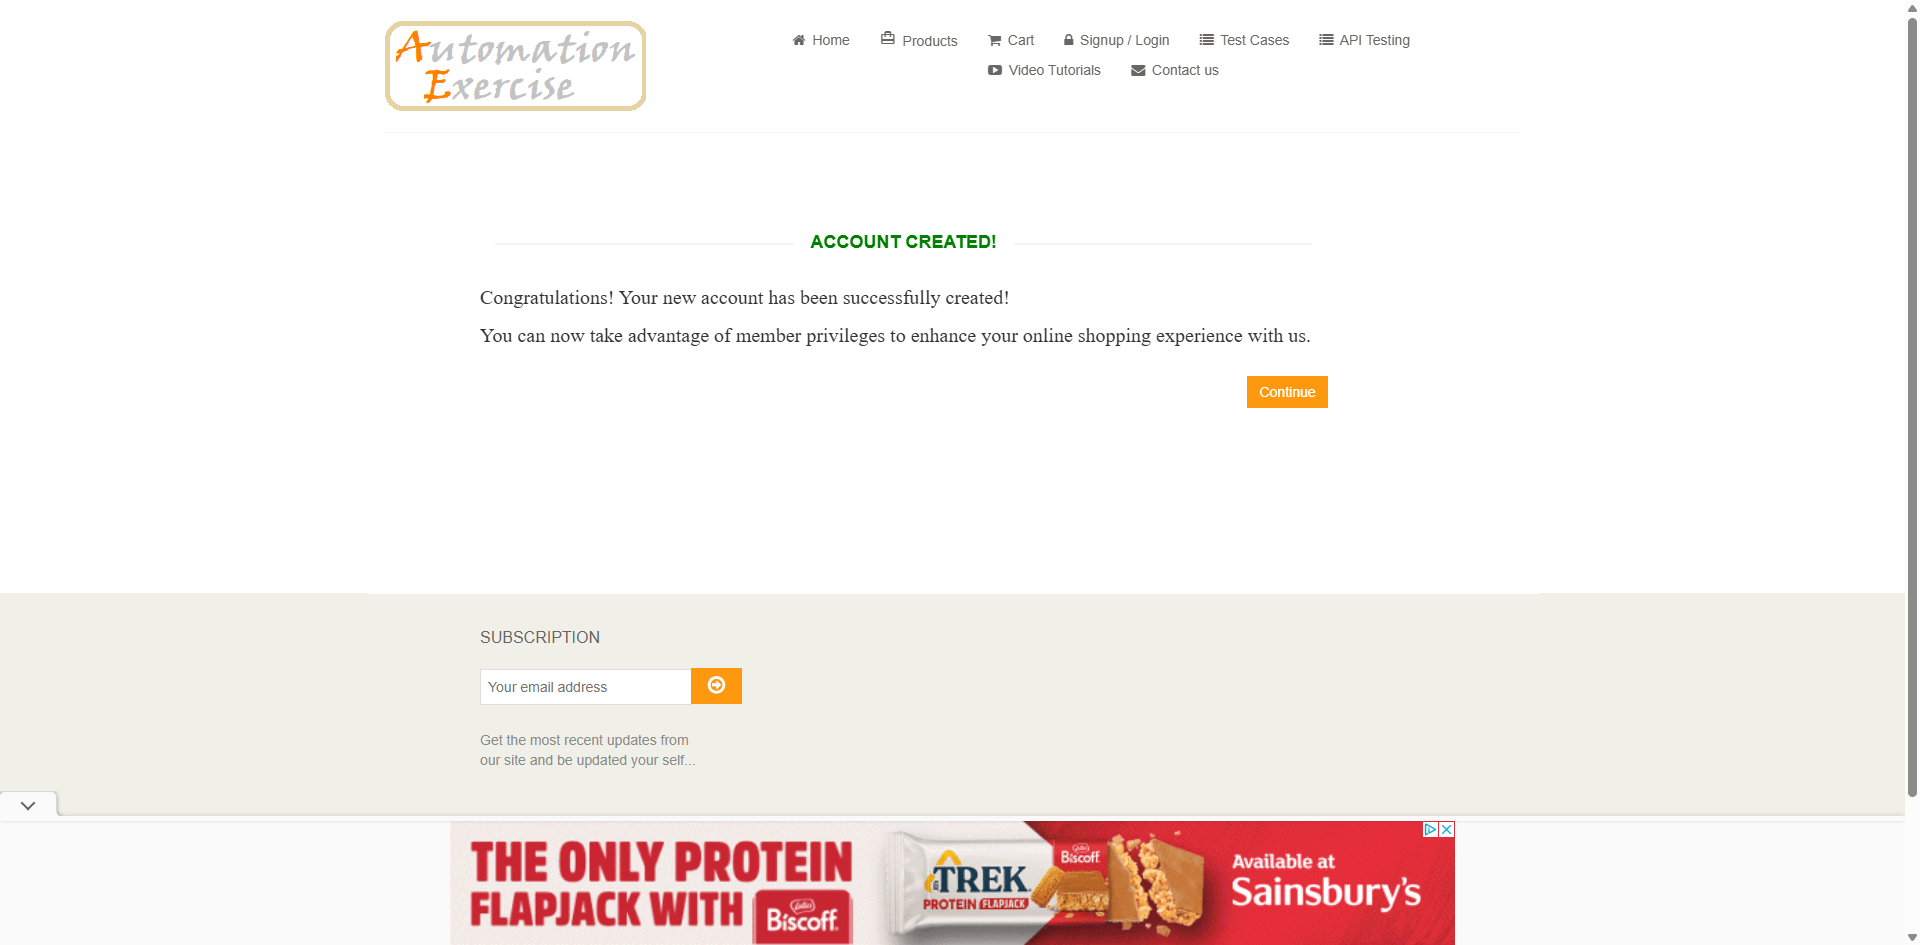 Automation
Exercise
Home
Products
Cart
Signup / Login
Test Cases
API Testing
Video Tutorials
Contact us
ACCOUNT CREATED!
Congratulations! Your new account has been successfully created!
You can now take advantage of member privileges to enhance your online shopping experience with us.
Continue
SUBSCRIPTION
Your email address
Get the most recent updates from
our site and be updated your self...
THE ONLY PROTEIN
FLAPJACK WITH
Lotus
Biscoff
TREK
PROTEIN FLAPJACK
Lotus
Biscoff
Available at
Sainsbury's